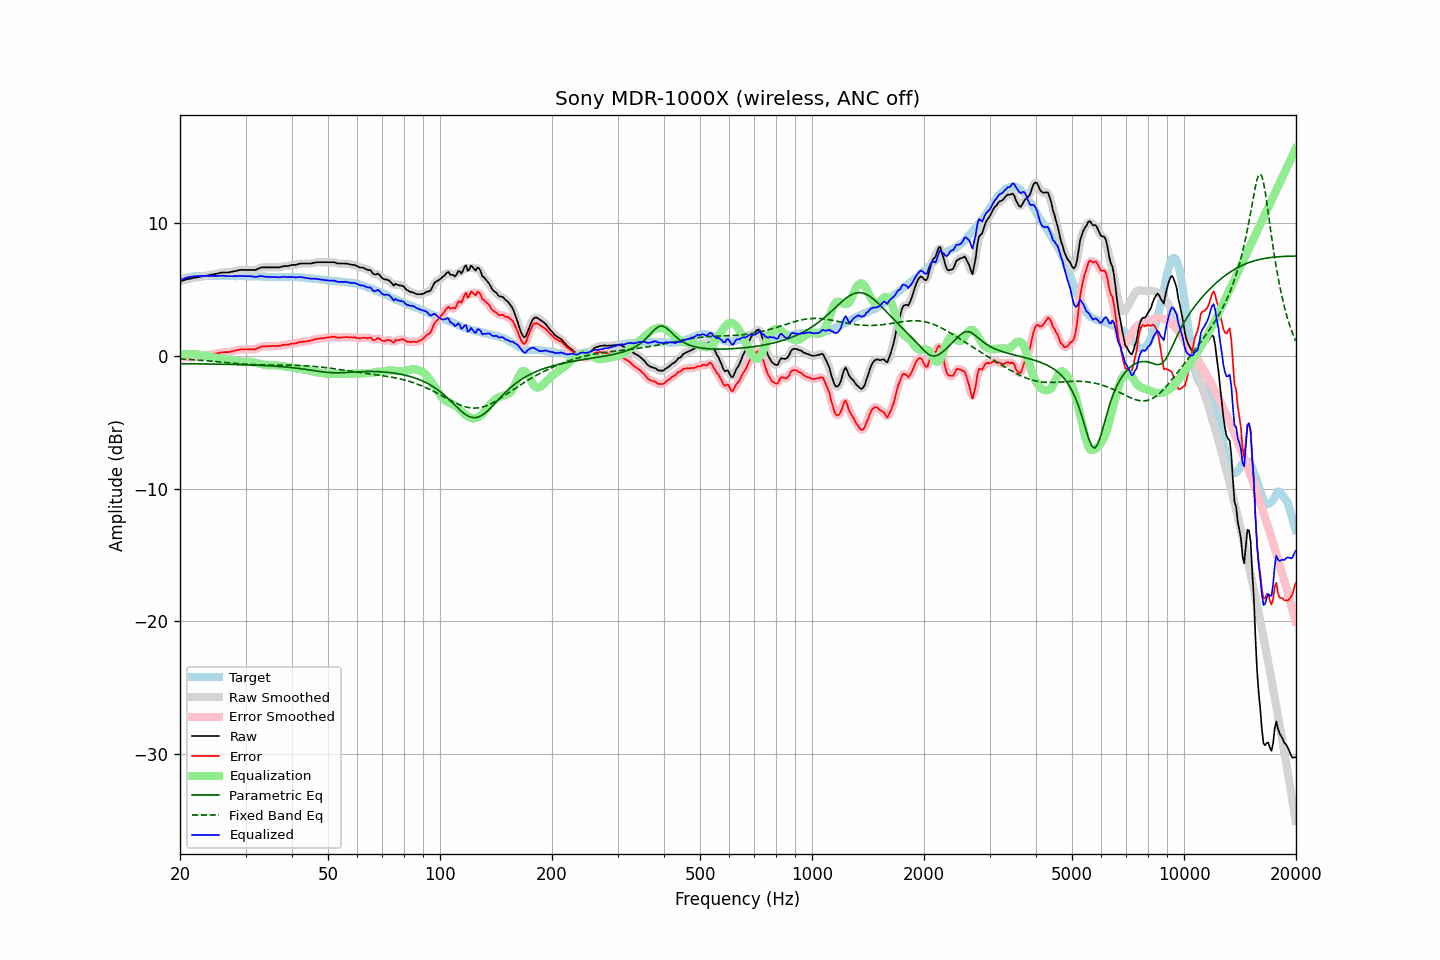 Sony MDR-1000X (wireless, ANC off)
Amplitude (dBr)
10
0
−10
−20
−30
Target
Raw Smoothed
Error Smoothed
Raw
Error
Equalization
Parametric Eq
Fixed Band Eq
Equalized
20 50 100 200 500 1000 2000 5000 10000 20000
Frequency (Hz)